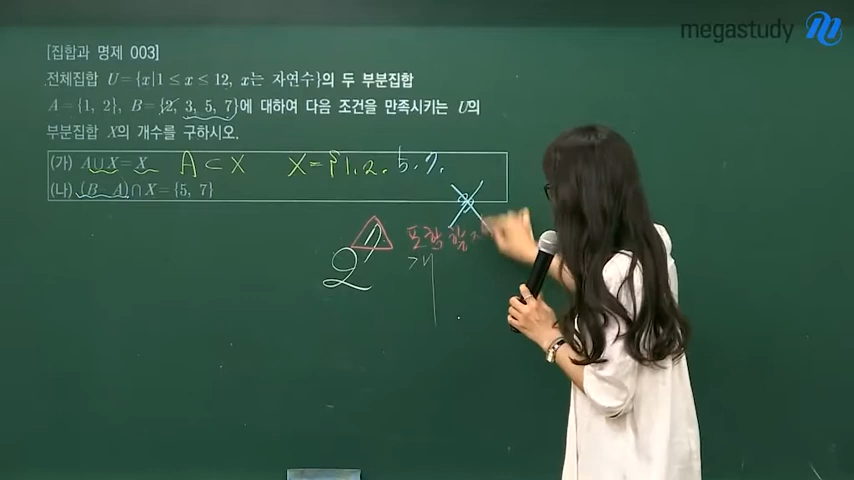 megastudy
[집합과 명제 003]
전체집합 U={x|1≤x≤12, x는 자연수}의 두 부분집합
A={1, 2}, B={2, 3, 5, 7}에 대하여 다음 조건을 만족시키는 U의
부분집합 X의 개수를 구하시오.
(가) A∪X=X A⊂X X={1, 2, 5, 7,
(나) (B-A)∩X={5, 7}
3
2
포함